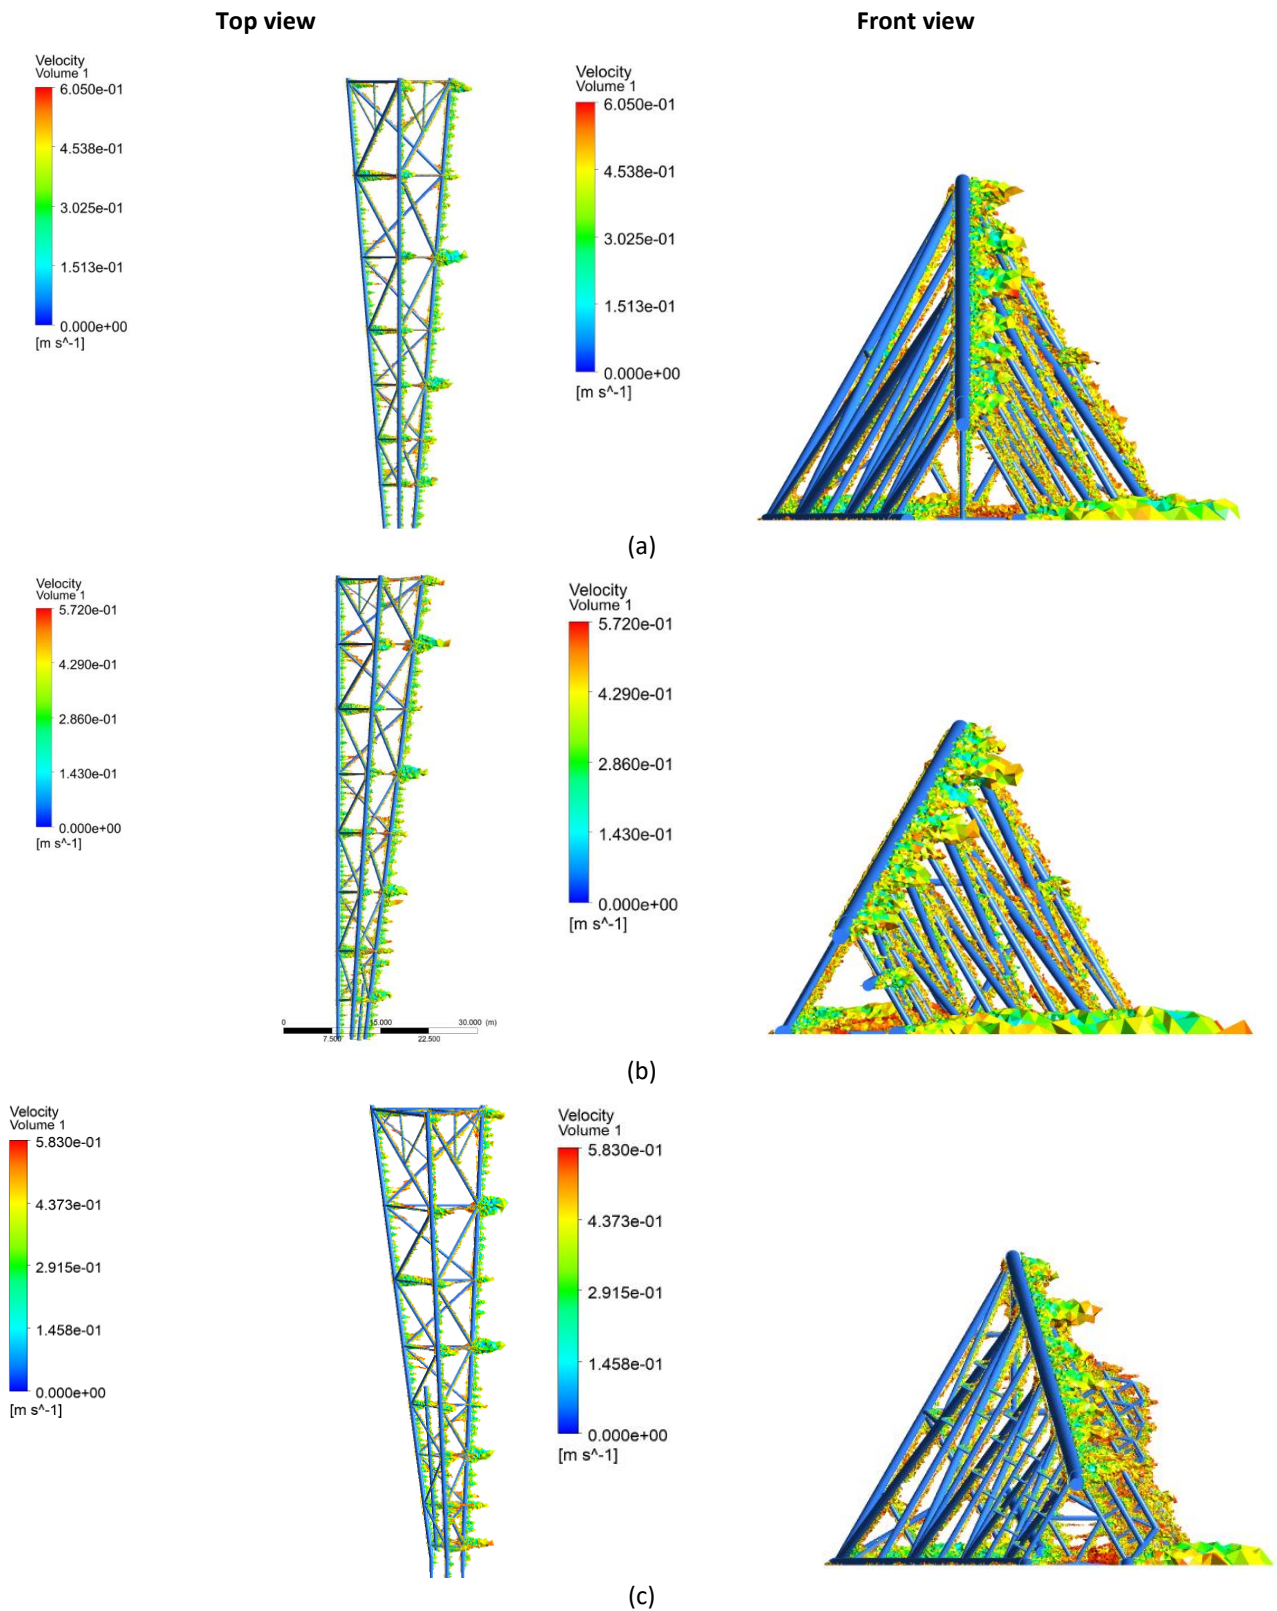 Top view
Front view
Velocity
Volume 1
6.050e-01
4.538e-01
3.025e-01
1.513e-01
0.000e+00
[m s^-1]
Velocity
Volume 1
6.050e-01
4.538e-01
3.025e-01
1.513e-01
0.000e+00
[m s^-1]
(a)
Velocity
Volume 1
5.720e-01
4.290e-01
2.860e-01
1.430e-01
0.000e+00
[m s^-1]
0 15.000 30.000 (m)
7.500 22.500
Velocity
Volume 1
5.720e-01
4.290e-01
2.860e-01
1.430e-01
0.000e+00
[m s^-1]
(b)
Velocity
Volume 1
5.830e-01
4.373e-01
2.915e-01
1.458e-01
0.000e+00
[m s^-1]
Velocity
Volume 1
5.830e-01
4.373e-01
2.915e-01
1.458e-01
0.000e+00
[m s^-1]
(c)